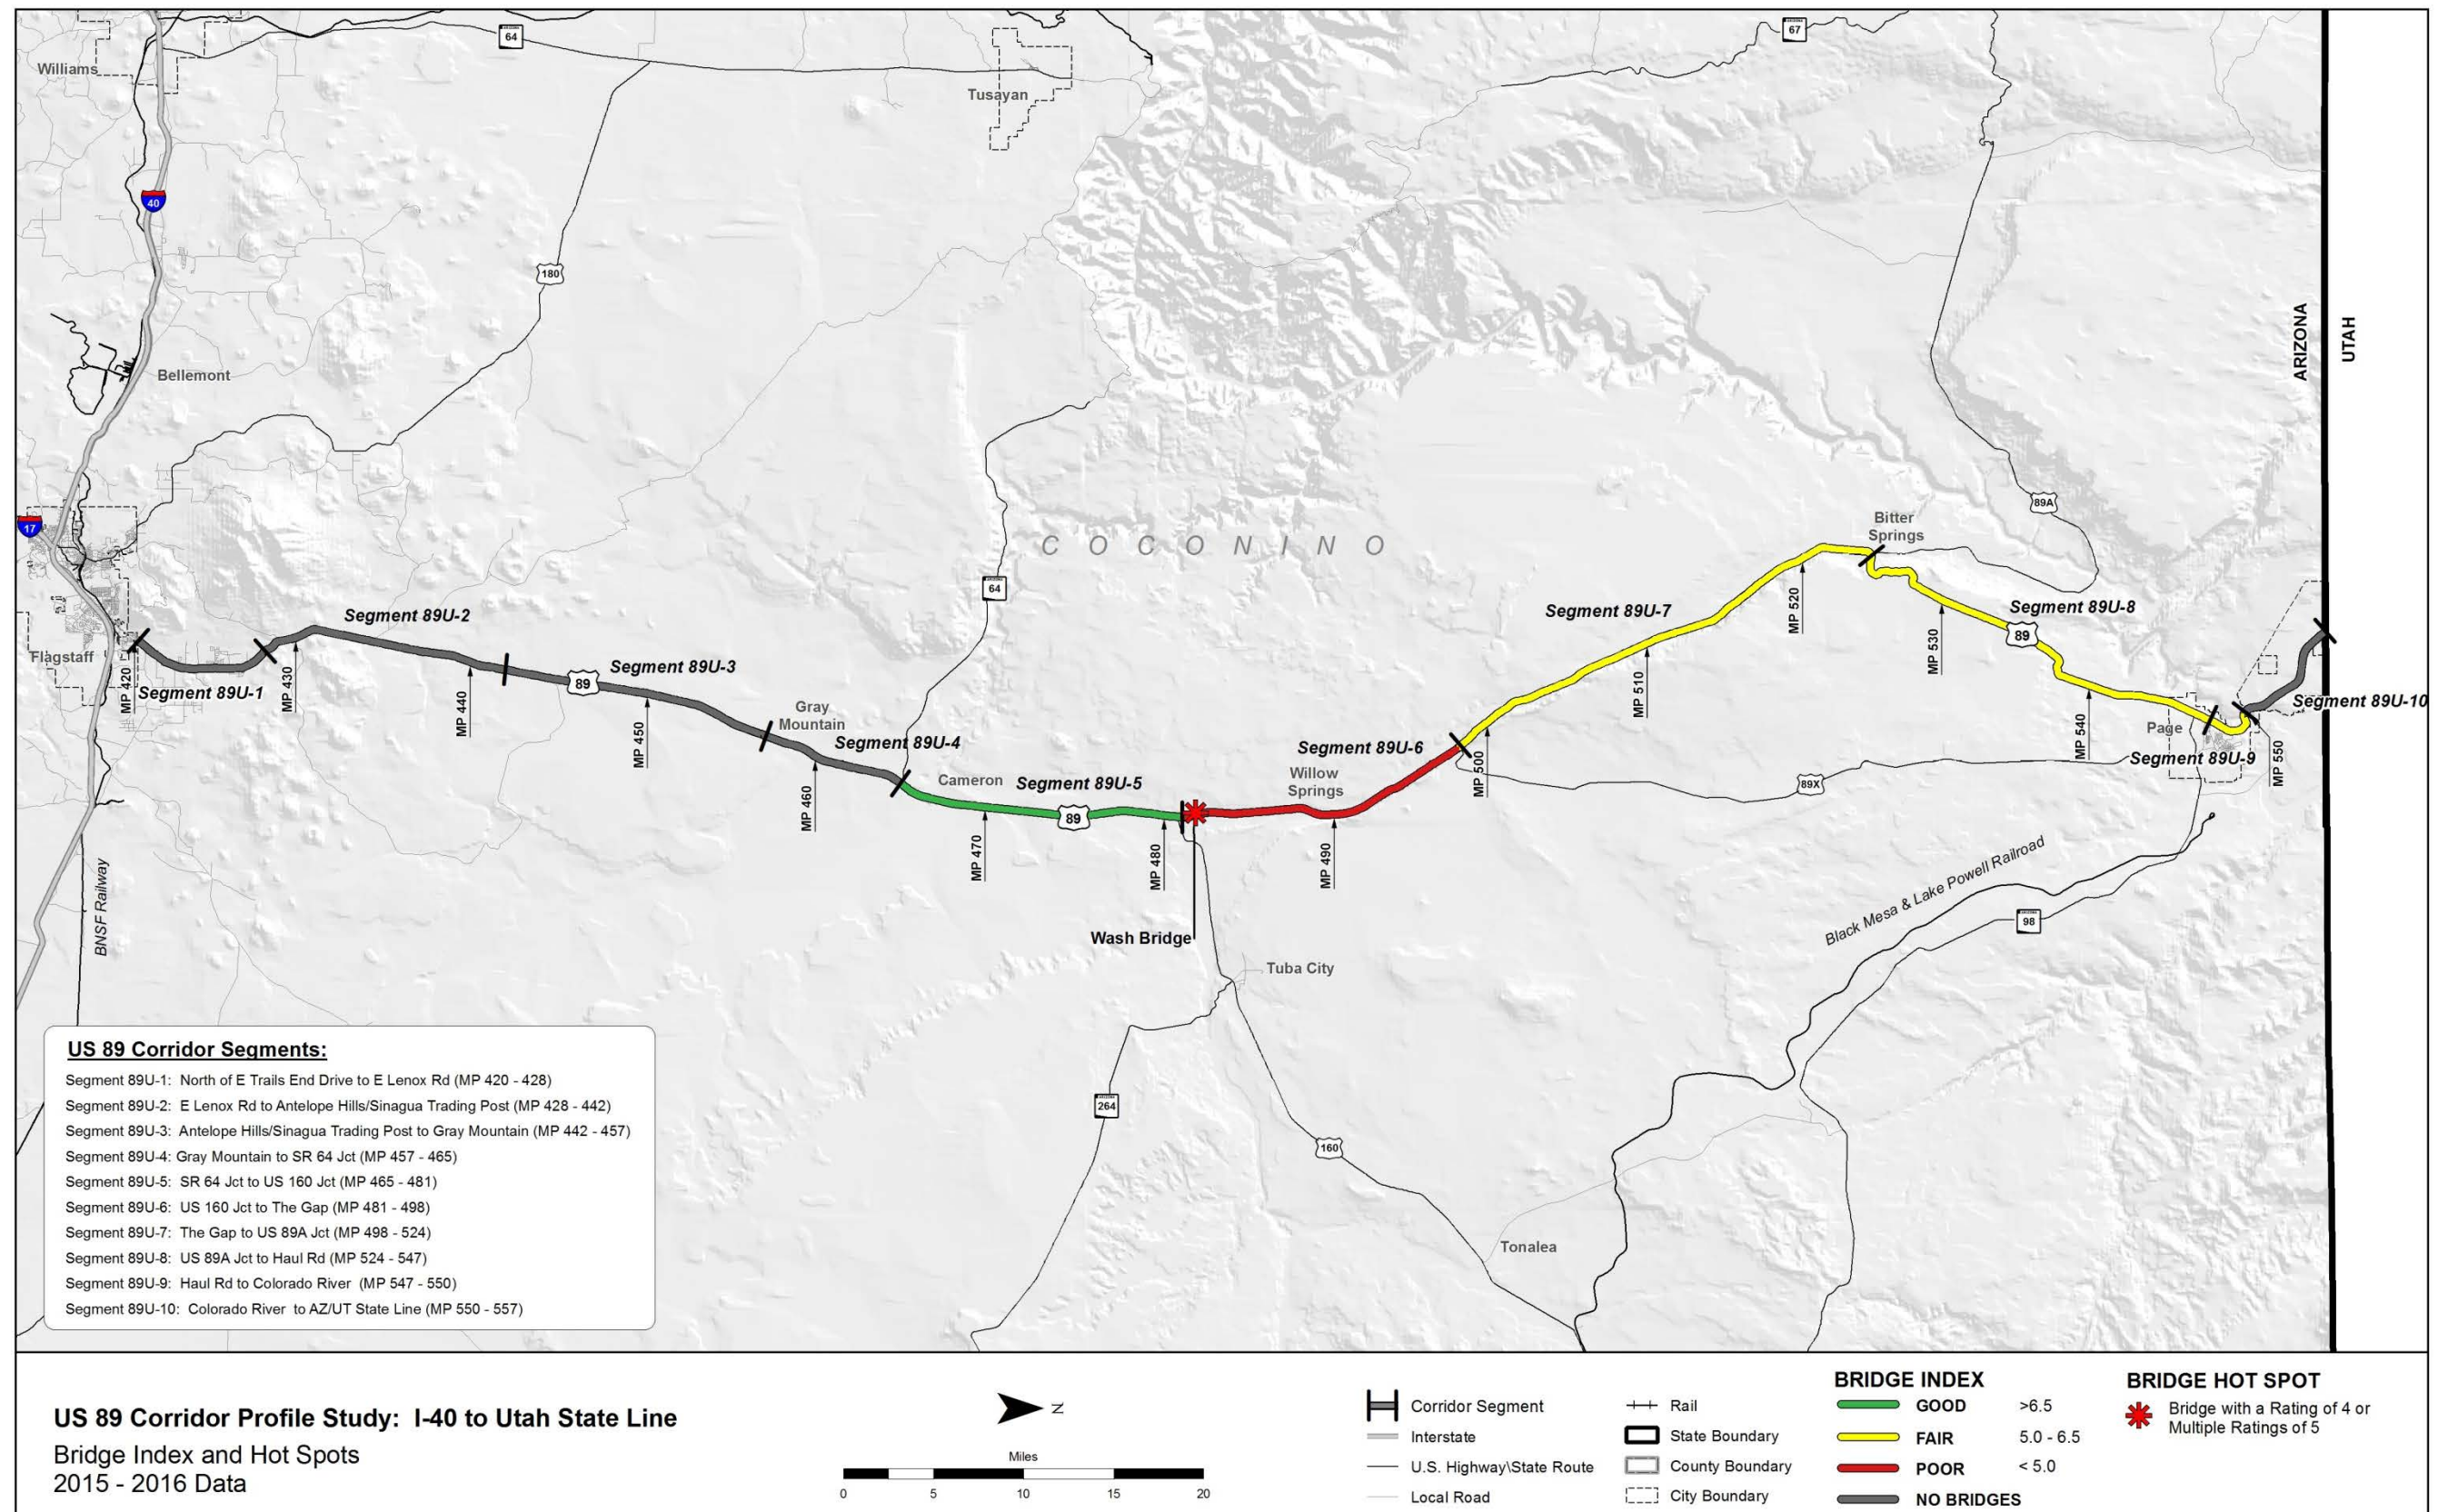 64
67
Williams
Tusayan
40
180
ARIZONA
UTAH
Bellemont
89A
17
Bitter
Springs
C O C O N I N O
64
MP 520
Segment 89U-7
Segment 89U-8
Segment 89U-2
MP 530
89
Flagstaff
MP 420
Segment 89U-1
MP 430
MP 440
Segment 89U-3
89
MP 450
MP 510
Segment 89U-10
Gray
Mountain
Segment 89U-4
Segment 89U-6
MP 500
MP 540
Page
Segment 89U-9
MP 550
Willow
Springs
Cameron
Segment 89U-5
89X
MP 460
89
MP 470
MP 480
MP 490
BNSF Railway
Black Mesa & Lake Powell Railroad
98
Wash Bridge
Tuba City
264
160
Tonalea
US 89 Corridor Segments:
Segment 89U-1: North of E Trails End Drive to E Lenox Rd (MP 420 - 428)
Segment 89U-2: E Lenox Rd to Antelope Hills/Sinagua Trading Post (MP 428 - 442)
Segment 89U-3: Antelope Hills/Sinagua Trading Post to Gray Mountain (MP 442 - 457)
Segment 89U-4: Gray Mountain to SR 64 Jct (MP 457 - 465)
Segment 89U-5: SR 64 Jct to US 160 Jct (MP 465 - 481)
Segment 89U-6: US 160 Jct to The Gap (MP 481 - 498)
Segment 89U-7: The Gap to US 89A Jct (MP 498 - 524)
Segment 89U-8: US 89A Jct to Haul Rd (MP 524 - 547)
Segment 89U-9: Haul Rd to Colorado River (MP 547 - 550)
Segment 89U-10: Colorado River to AZ/UT State Line (MP 550 - 557)
US 89 Corridor Profile Study: I-40 to Utah State Line
Bridge Index and Hot Spots
2015 - 2016 Data
N
Miles
0 5 10 15 20
Corridor Segment
Interstate
U.S. Highway\State Route
Local Road
Rail
State Boundary
County Boundary
City Boundary
BRIDGE INDEX
GOOD >6.5
FAIR 5.0 - 6.5
POOR < 5.0
NO BRIDGES
BRIDGE HOT SPOT
Bridge with a Rating of 4 or
Multiple Ratings of 5